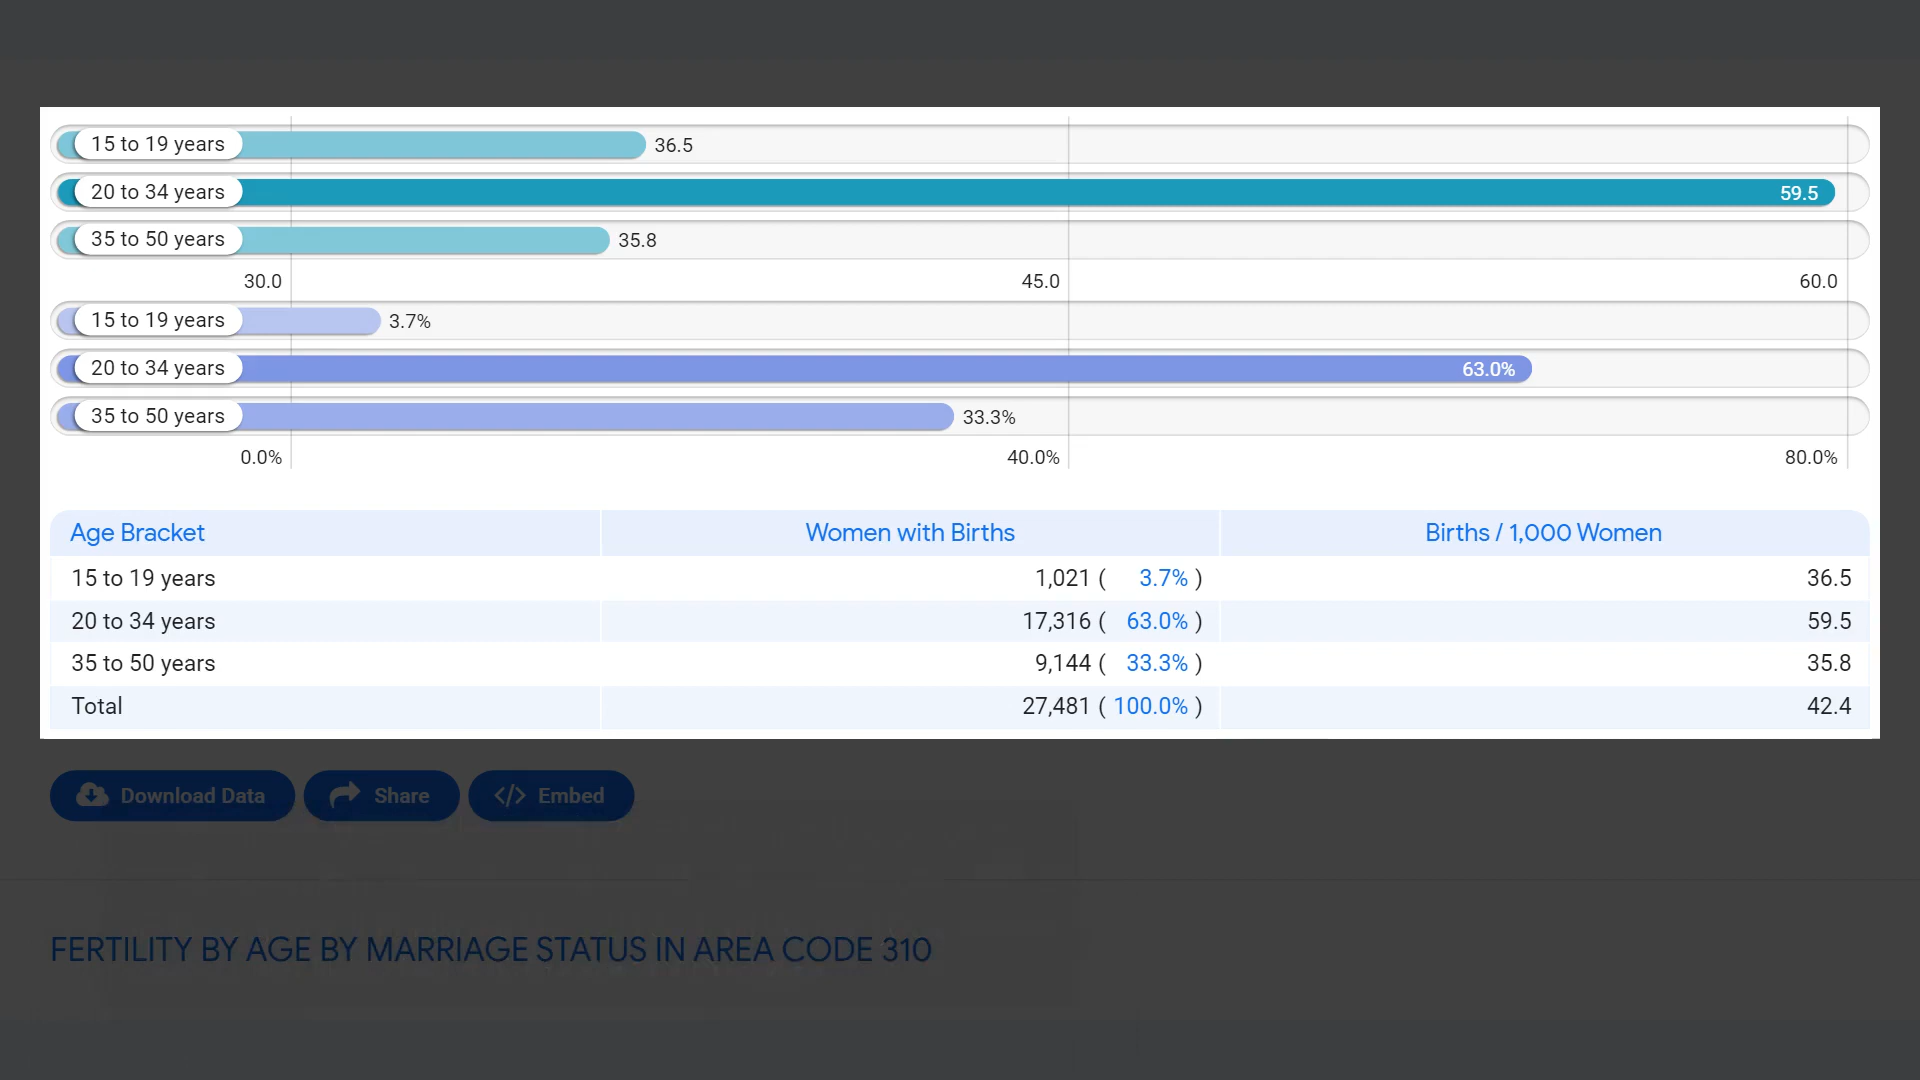 15 to 19 years 36.5
20 to 34 years 59.5
35 to 50 years 35.8
30.0 45.0 60.0
15 to 19 years 3.7%
20 to 34 years 63.0%
35 to 50 years 33.3%
0.0% 40.0% 80.0%
Age Bracket Women with Births Births / 1,000 Women
15 to 19 years 1,021 ( 3.7% ) 36.5
20 to 34 years 17,316 ( 63.0% ) 59.5
35 to 50 years 9,144 ( 33.3% ) 35.8
Total 27,481 ( 100.0% ) 42.4
Download Data Share </> Embed
FERTILITY BY AGE BY MARRIAGE STATUS IN AREA CODE 310